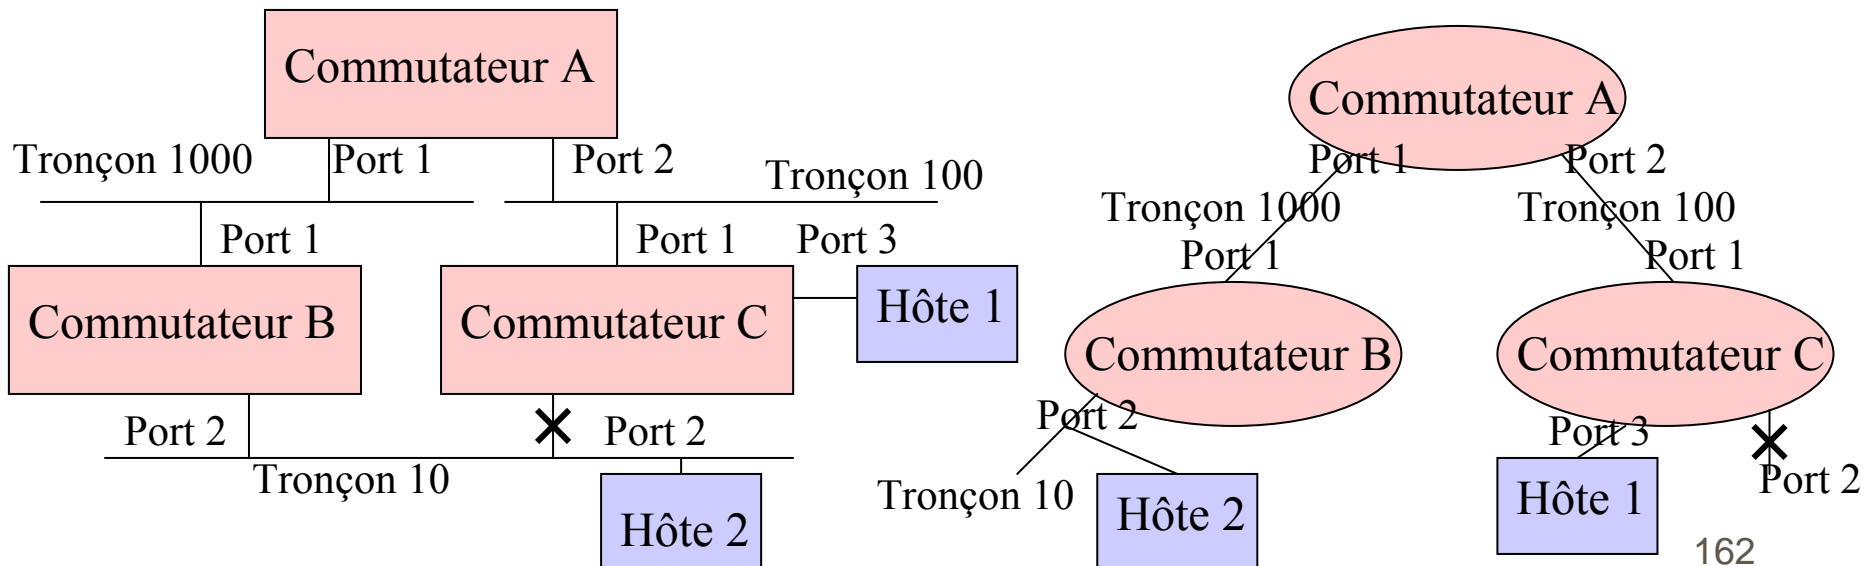 Commutateur A
Tronçon 1000
Port 1
Port 2
Tronçon 100
Port 1
Port 1
Port 3
Commutateur B
Commutateur C
Hôte 1
Port 2
Port 2
Tronçon 10
Hôte 2
Commutateur A
Port 1
Port 2
Tronçon 1000
Tronçon 100
Port 1
Port 1
Commutateur B
Commutateur C
Port 2
Port 3
Tronçon 10
Hôte 2
Hôte 1
Port 2
162